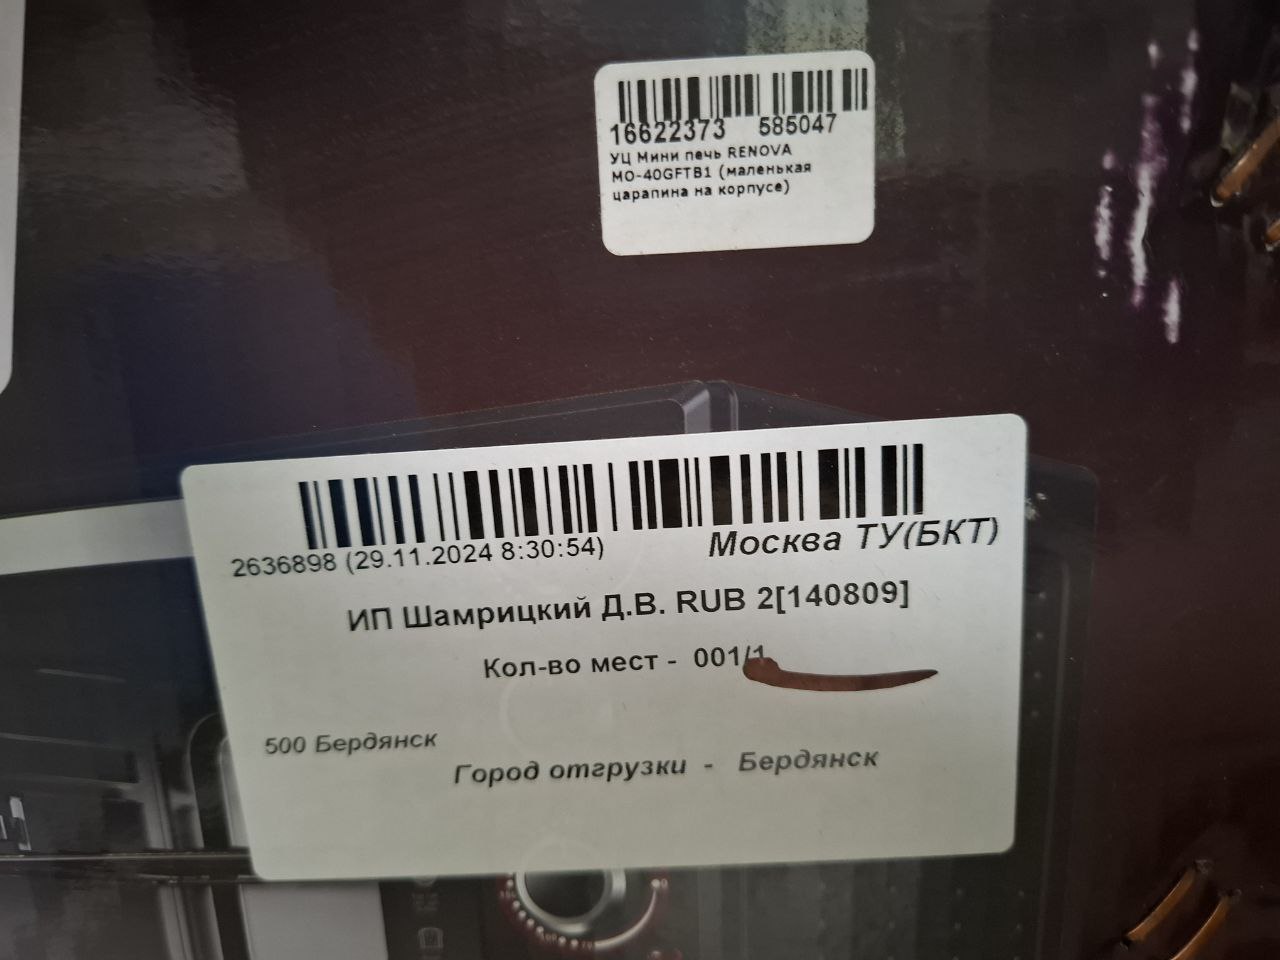 16622373 585047
УЦ Мини печь RENOVA
MO-40GFTB1 (маленькая
царапина на корпусе)
2636898 (29.11.2024 8:30:54) Москва ТУ(БКТ)
ИП Шамрицкий Д.В. RUB 2[140809]
Кол-во мест - 001/1
500 Бердянск
Город отгрузки - Бердянск